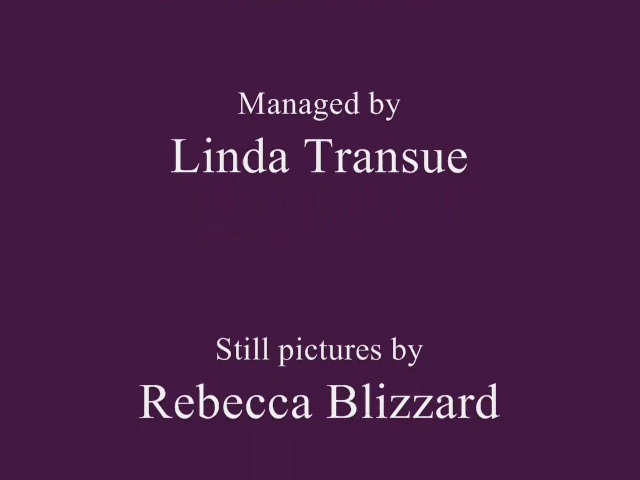 Managed by
Linda Transue
Still pictures by
Rebecca Blizzard